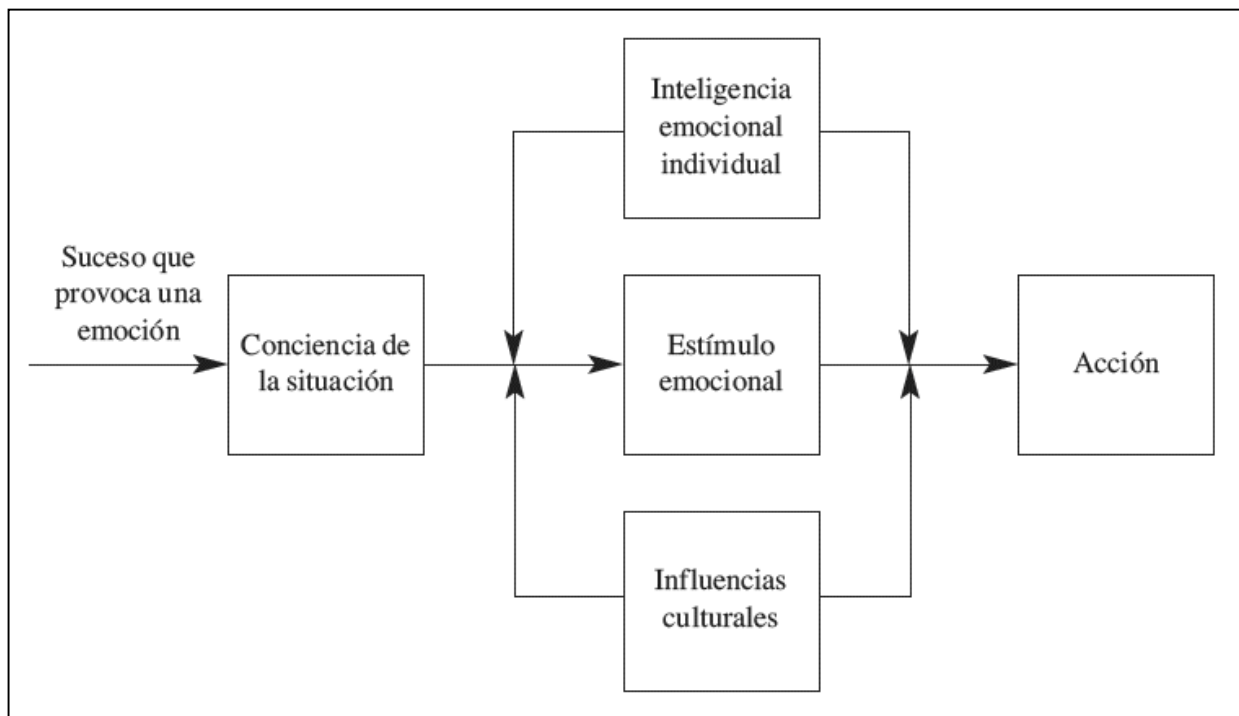 Inteligencia
emocional
individual
Suceso que
provoca una
emoción
Conciencia de
la situación
Estímulo
emocional
Acción
Influencias
culturales